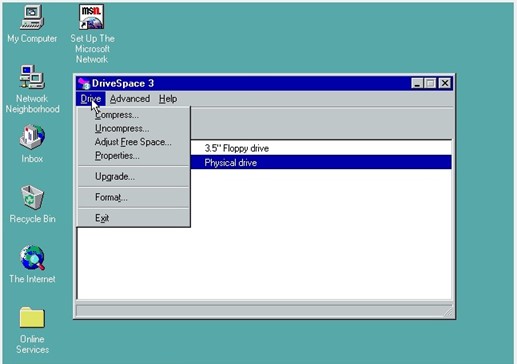 msn
My Computer
Set Up The
Microsoft
Network
Network
Neighborhood
Inbox
Recycle Bin
The Internet
Online
Services
DriveSpace 3
Drive Advanced Help
Compress...
Uncompress...
Adjust Free Space...
Properties...
Upgrade...
Format...
Exit
3.5" Floppy drive
Physical drive